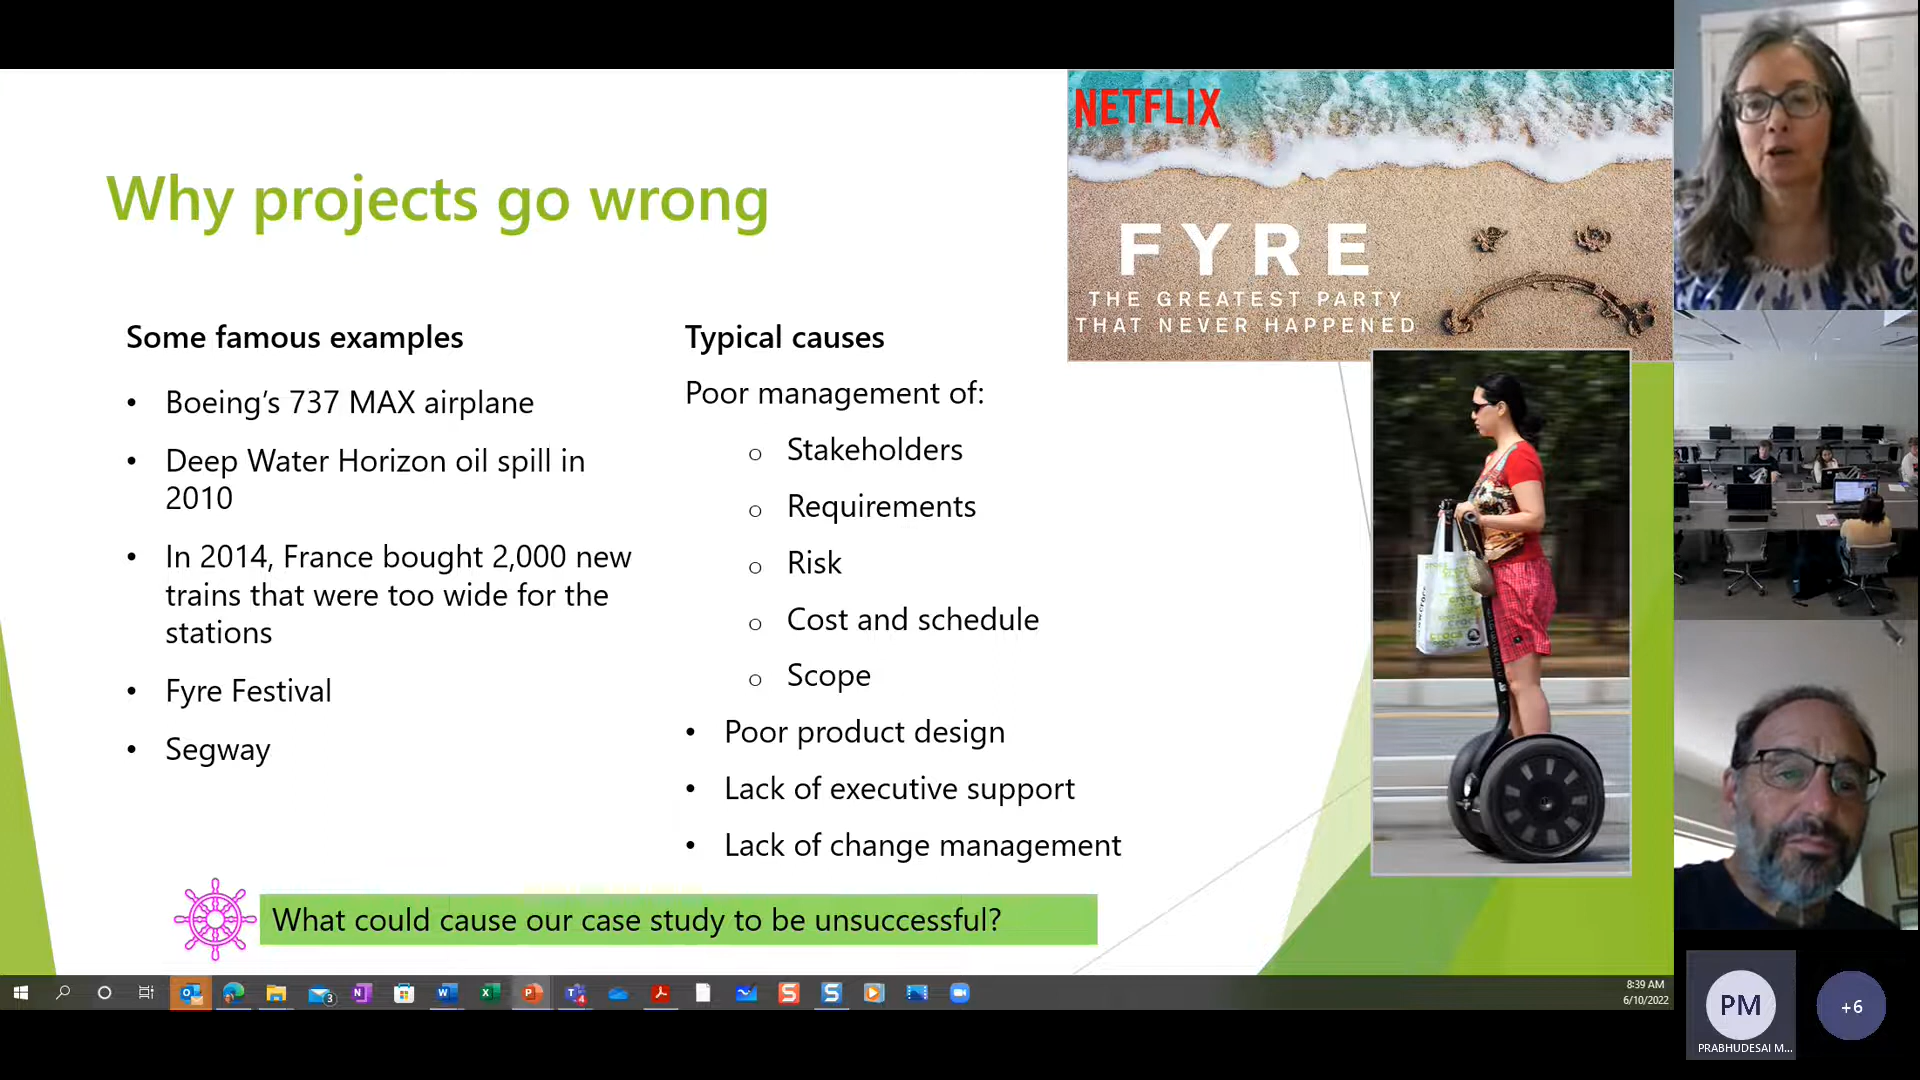 Why projects go wrong
NETFLIX
FYRE
THE GREATEST PARTY
THAT NEVER HAPPENED
Some famous examples
• Boeing's 737 MAX airplane
• Deep Water Horizon oil spill in
2010
• In 2014, France bought 2,000 new
trains that were too wide for the
stations
• Fyre Festival
• Segway
Typical causes
Poor management of:
o Stakeholders
o Requirements
o Risk
o Cost and schedule
o Scope
• Poor product design
• Lack of executive support
• Lack of change management
crocs
What could cause our case study to be unsuccessful?
8:39 AM
6/10/2022
PM
PRABHUDESAI M...
+6